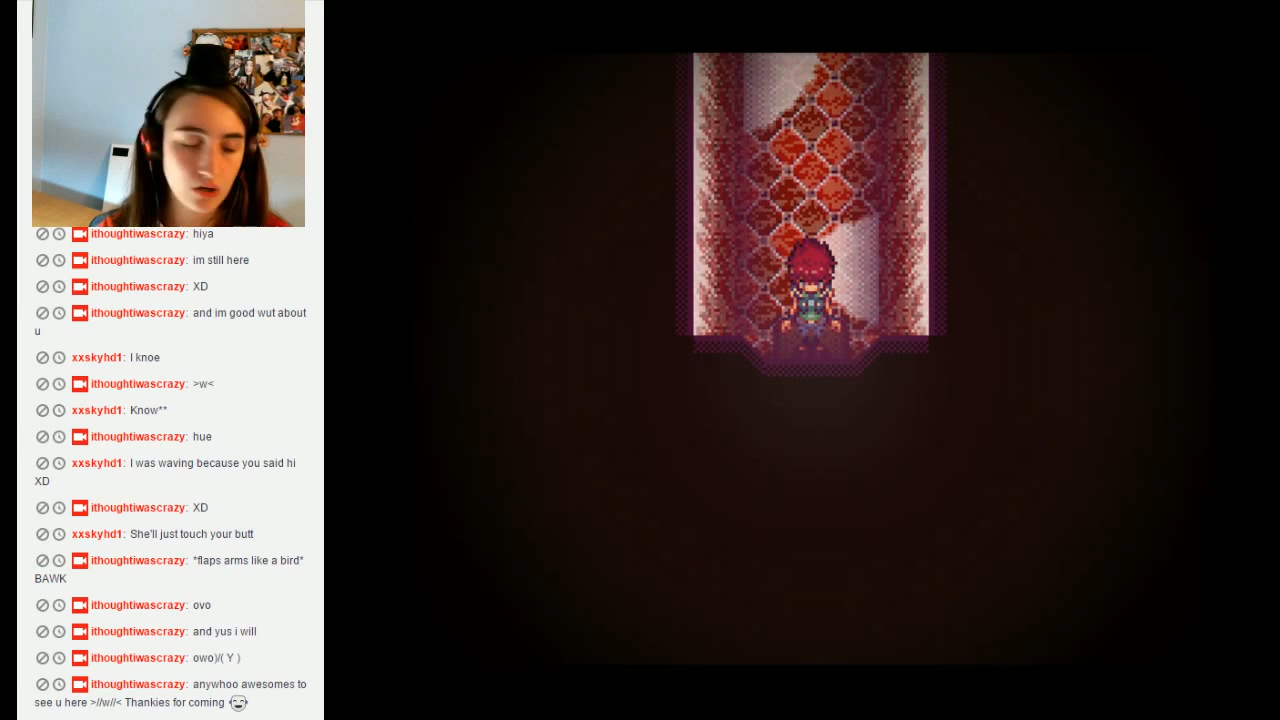 ithoughtiwascrazy: hiya
ithoughtiwascrazy: im still here
ithoughtiwascrazy: XD
ithoughtiwascrazy: and im good wut about
u
xxskyhd1: I knoe
ithoughtiwascrazy: >w<
xxskyhd1: Know**
ithoughtiwascrazy: hue
xxskyhd1: I was waving because you said hi
XD
ithoughtiwascrazy: XD
xxskyhd1: She'll just touch your butt
ithoughtiwascrazy: *flaps arms like a bird*
BAWK
ithoughtiwascrazy: ovo
ithoughtiwascrazy: and yus i will
ithoughtiwascrazy: owo)/( Y )
ithoughtiwascrazy: anywhoo awesomes to
see u here >//w//< Thankies for coming